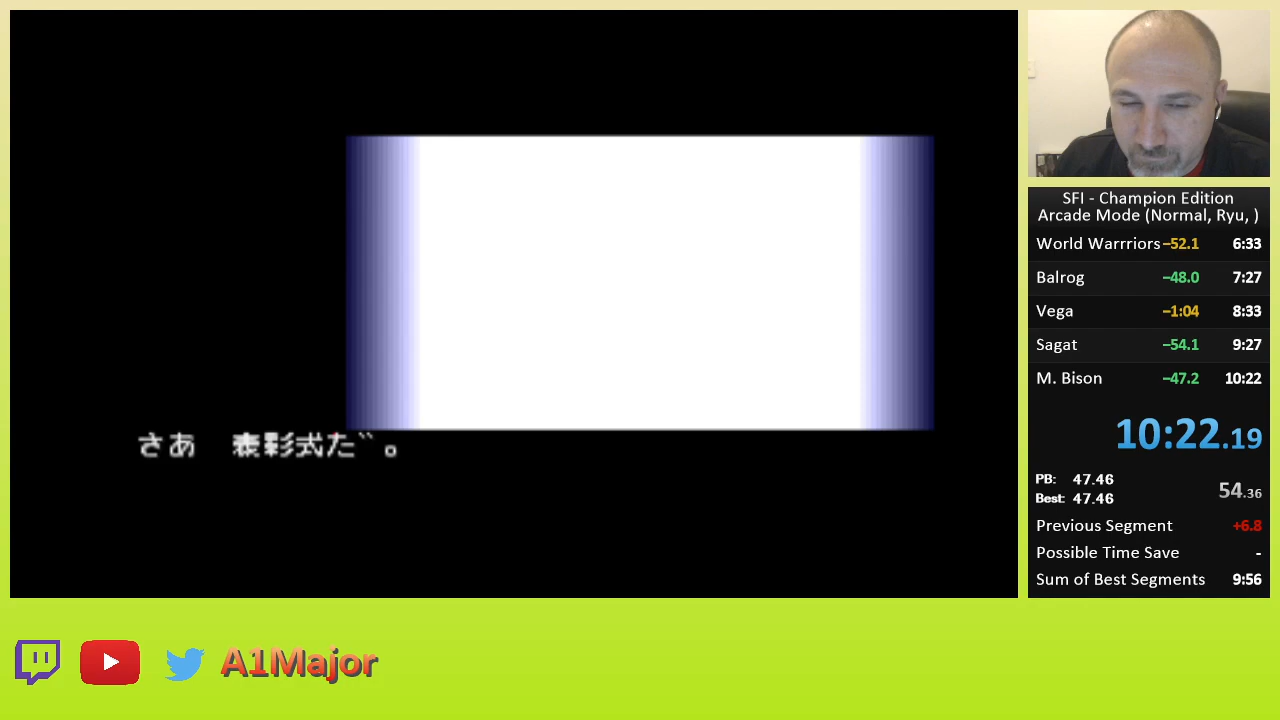 さあ 表彰式だ。
SFI - Champion Edition
Arcade Mode (Normal, Ryu, )
World Warrriors -52.1 6:33
Balrog -48.0 7:27
Vega -1:04 8:33
Sagat -54.1 9:27
M. Bison -47.2 10:22
10:22.19
PB: 47.46
Best: 47.46
54.36
Previous Segment +6.8
Possible Time Save -
Sum of Best Segments 9:56
A1Major